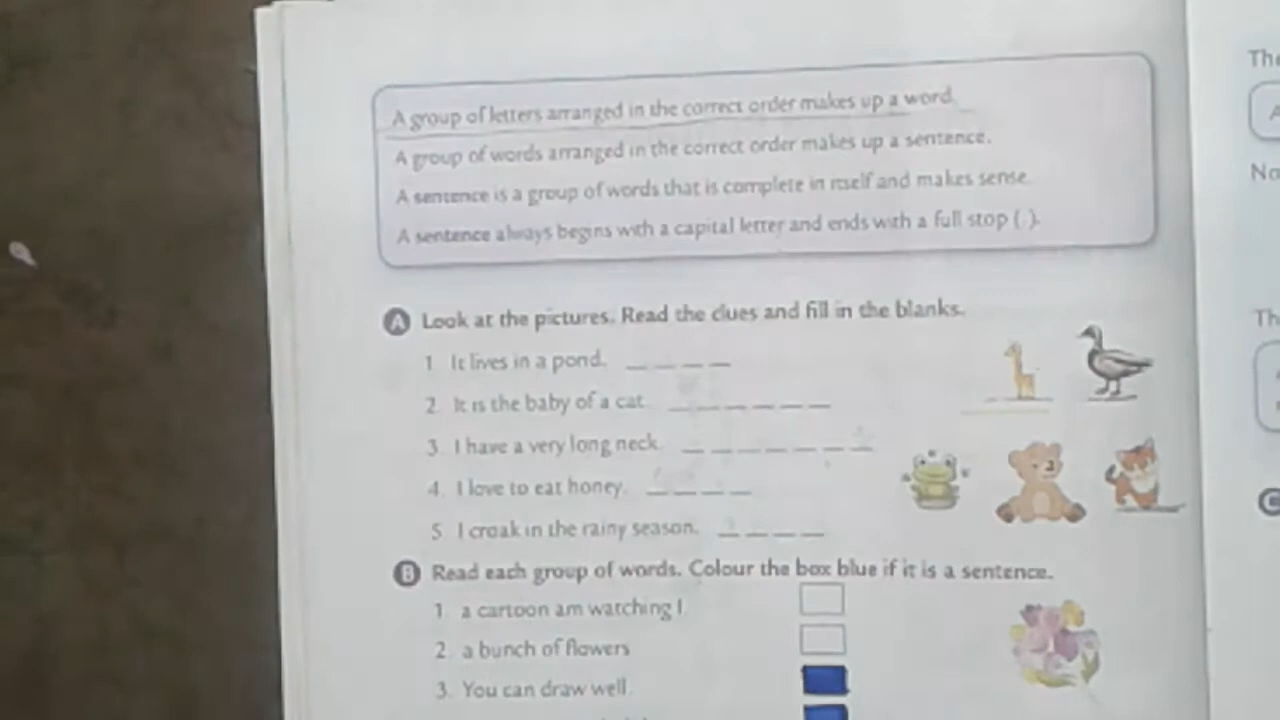 A group of letters arranged in the correct order makes up a word.
A group of words arranged in the correct order makes up a sentence.
A sentence is a group of words that is complete in itself and makes sense.
A sentence always begins with a capital letter and ends with a full stop (.).
A Look at the pictures. Read the clues and fill in the blanks.
1. It lives in a pond. _ _ _ _
2. It is the baby of a cat. _ _ _ _ _ _
3. I have a very long neck. _ _ _ _ _ _ _
4. I love to eat honey. _ _ _ _
5. I croak in the rainy season. _ _ _ _
B Read each group of words. Colour the box blue if it is a sentence.
1. a cartoon am watching I
2. a bunch of flowers
3. You can draw well.
The
No